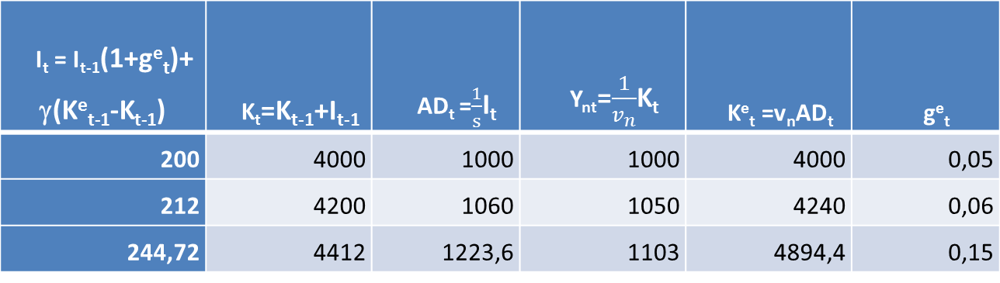 Iₜ = Iₜ₋₁(1+gᵉₜ)+
γ(Kᵉₜ₋₁-Kₜ₋₁)
Kₜ=Kₜ₋₁+Iₜ₋₁
ADₜ =1/s Iₜ
Yₙₜ=1/vₙ Kₜ
Kᵉₜ =vₙADₜ
gᵉₜ
200 4000 1000 1000 4000 0,05
212 4200 1060 1050 4240 0,06
244,72 4412 1223,6 1103 4894,4 0,15